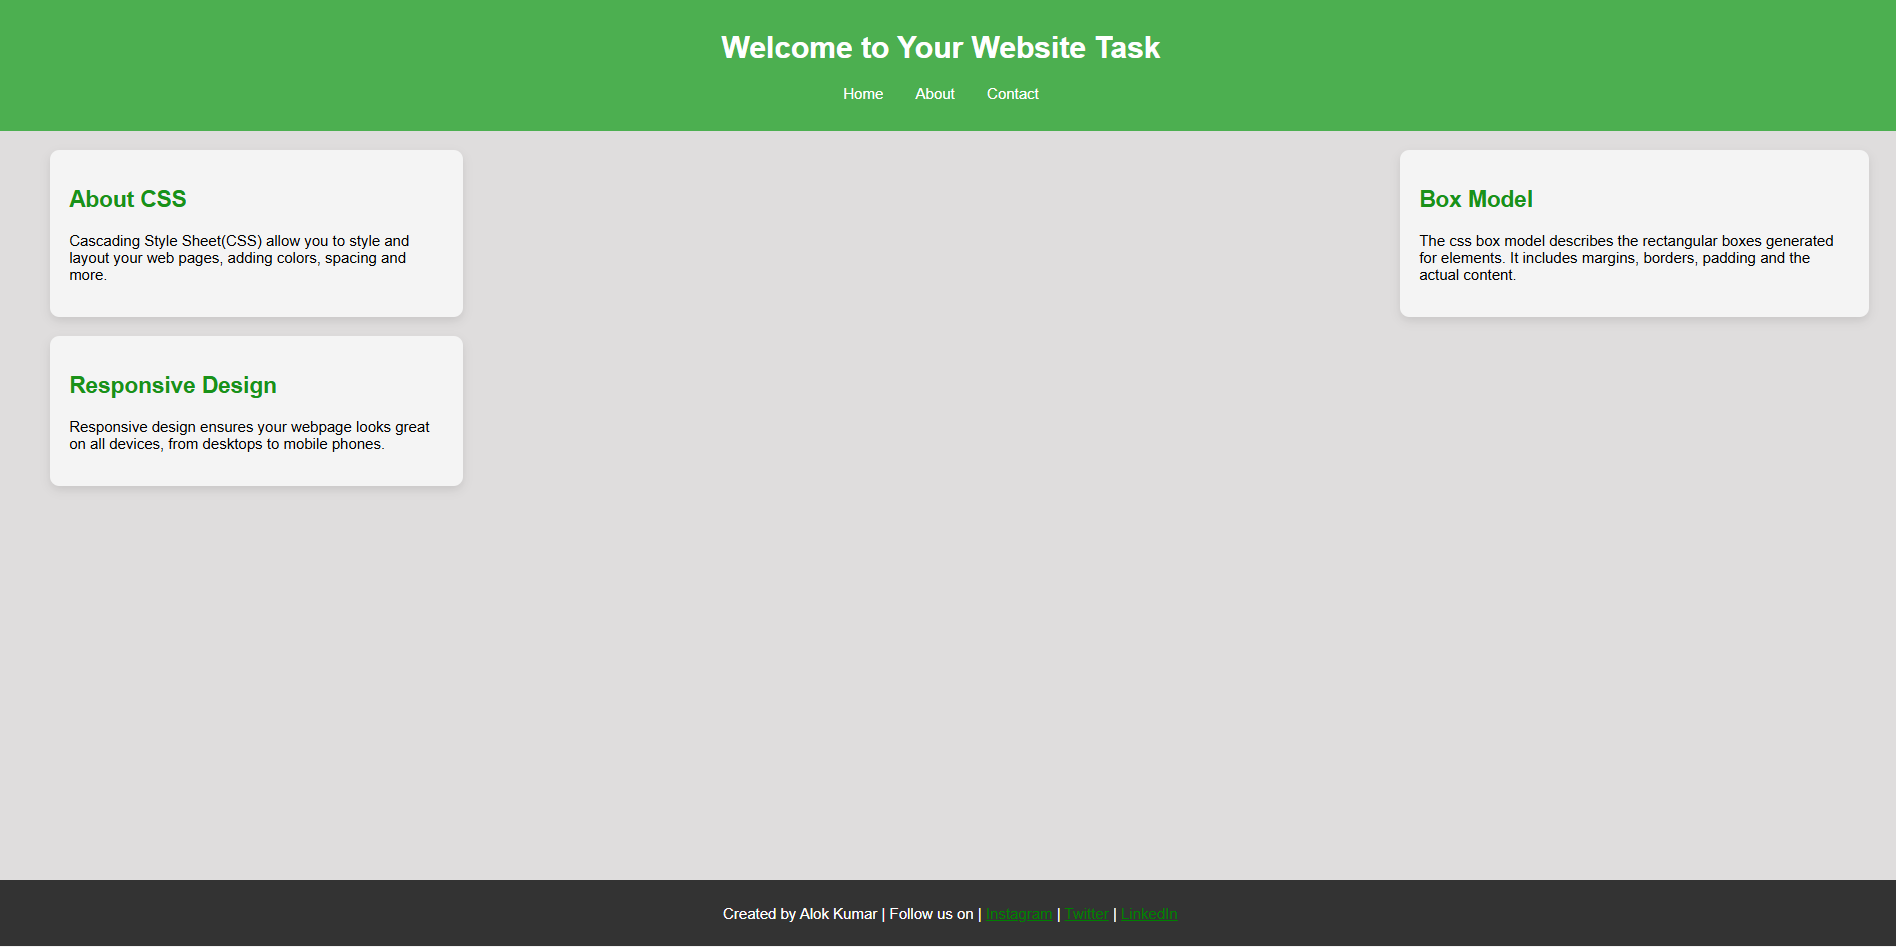 Welcome to Your Website Task
Home About Contact
About CSS
Cascading Style Sheet(CSS) allow you to style and
layout your web pages, adding colors, spacing and
more.
Box Model
The css box model describes the rectangular boxes generated
for elements. It includes margins, borders, padding and the
actual content.
Responsive Design
Responsive design ensures your webpage looks great
on all devices, from desktops to mobile phones.
Created by Alok Kumar | Follow us on | Instagram | Twitter | LinkedIn